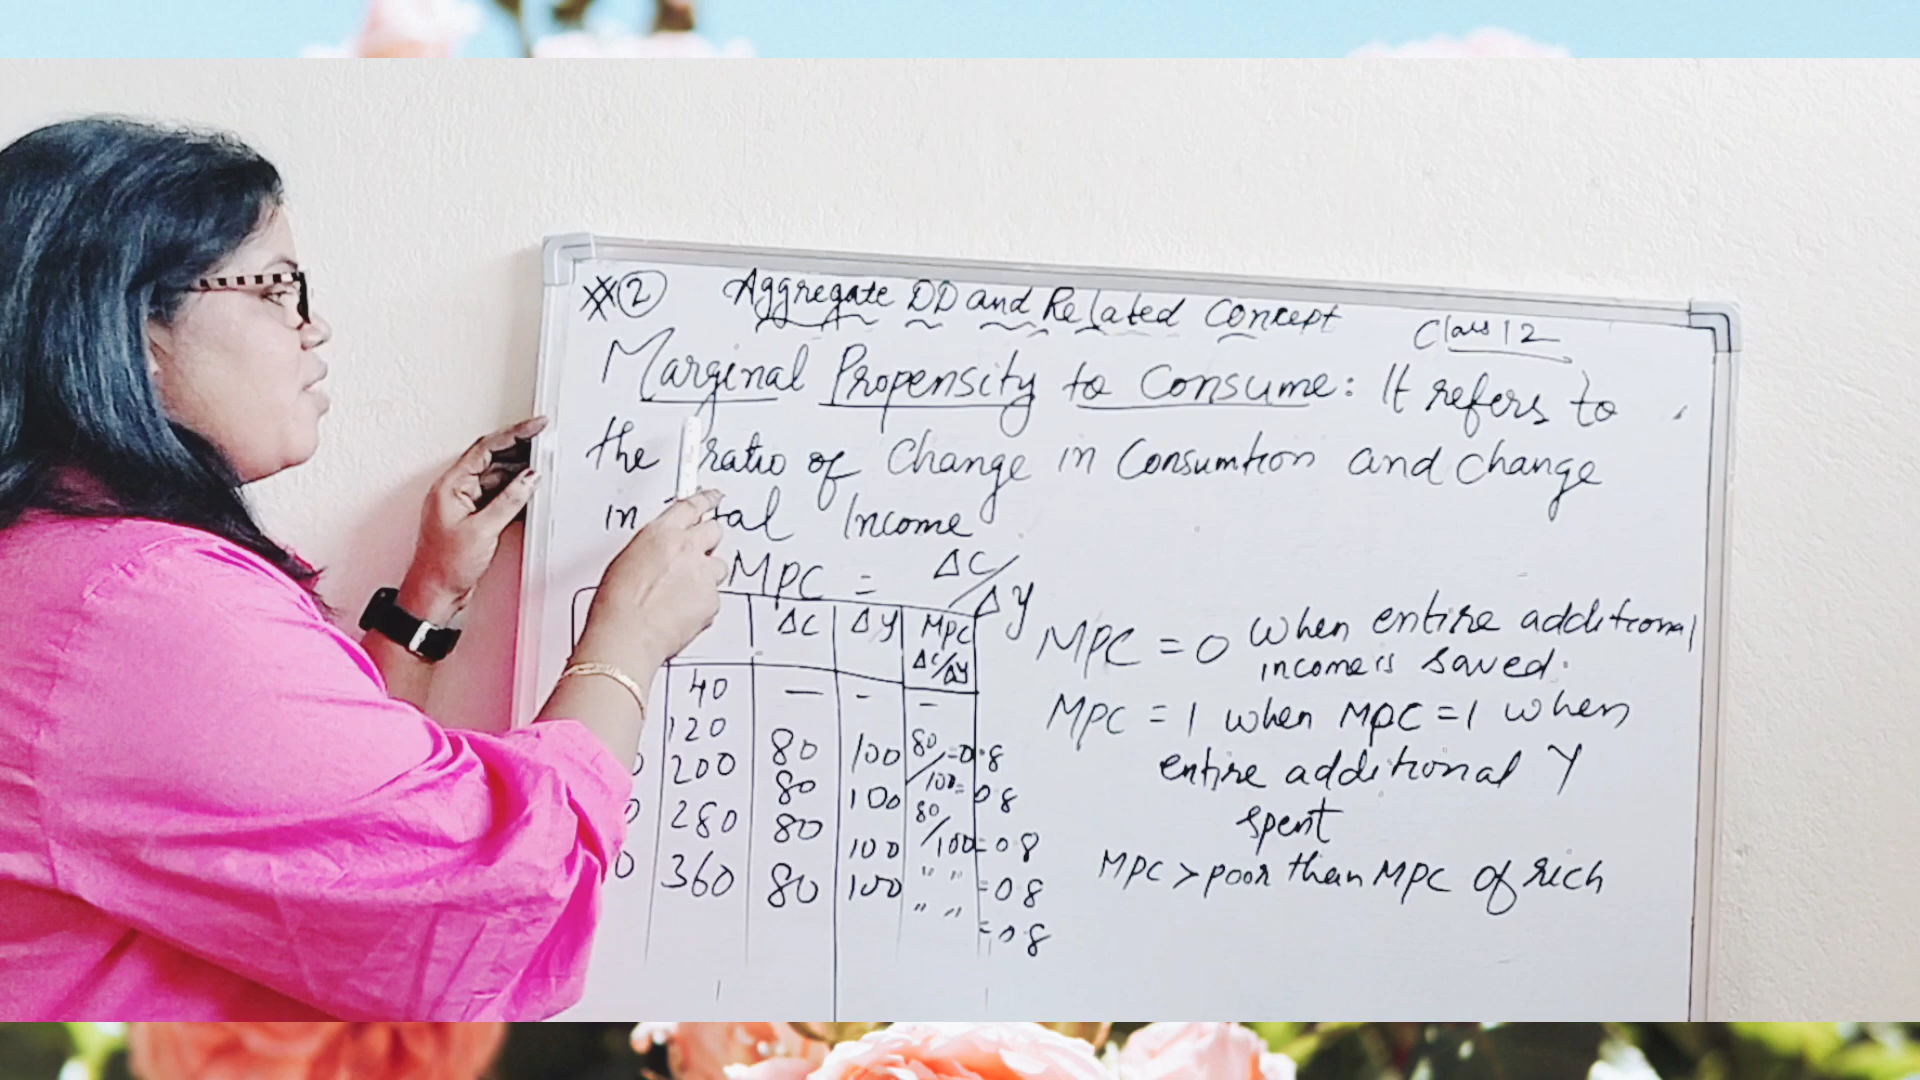 ② Aggregate DD and Related Concept
Class 12
Marginal Propensity to Consume: It refers to
the ratio of Change in Consumtion and change
in Income
MPC = ΔC/ΔY
ΔC ΔY MPC ΔC/ΔY
40 — - -
120 80 100 80/100 = 0.8
200 80 100 80/100 = 0.8
280 80 100 " " = 0.8
360 80 100 " " = 0.8
= 0.8
MPC = 0 when entire additional
income is saved.
MPC = 1 when MPC = 1 when
entire additional Y
spent
MPC > poor than MPC of rich